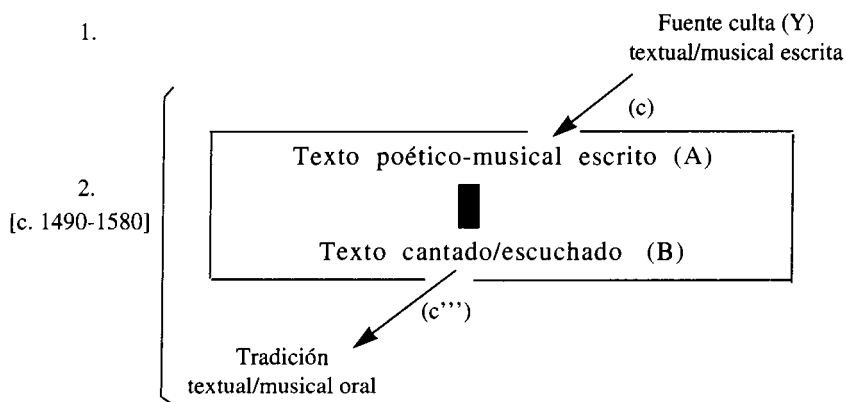 1.
Fuente culta (Y)
textual/musical escrita
(c)
Texto poético-musical escrito (A)
2.
[c. 1490-1580]
Texto cantado/escuchado (B)
(c’’’)
Tradición
textual/musical oral